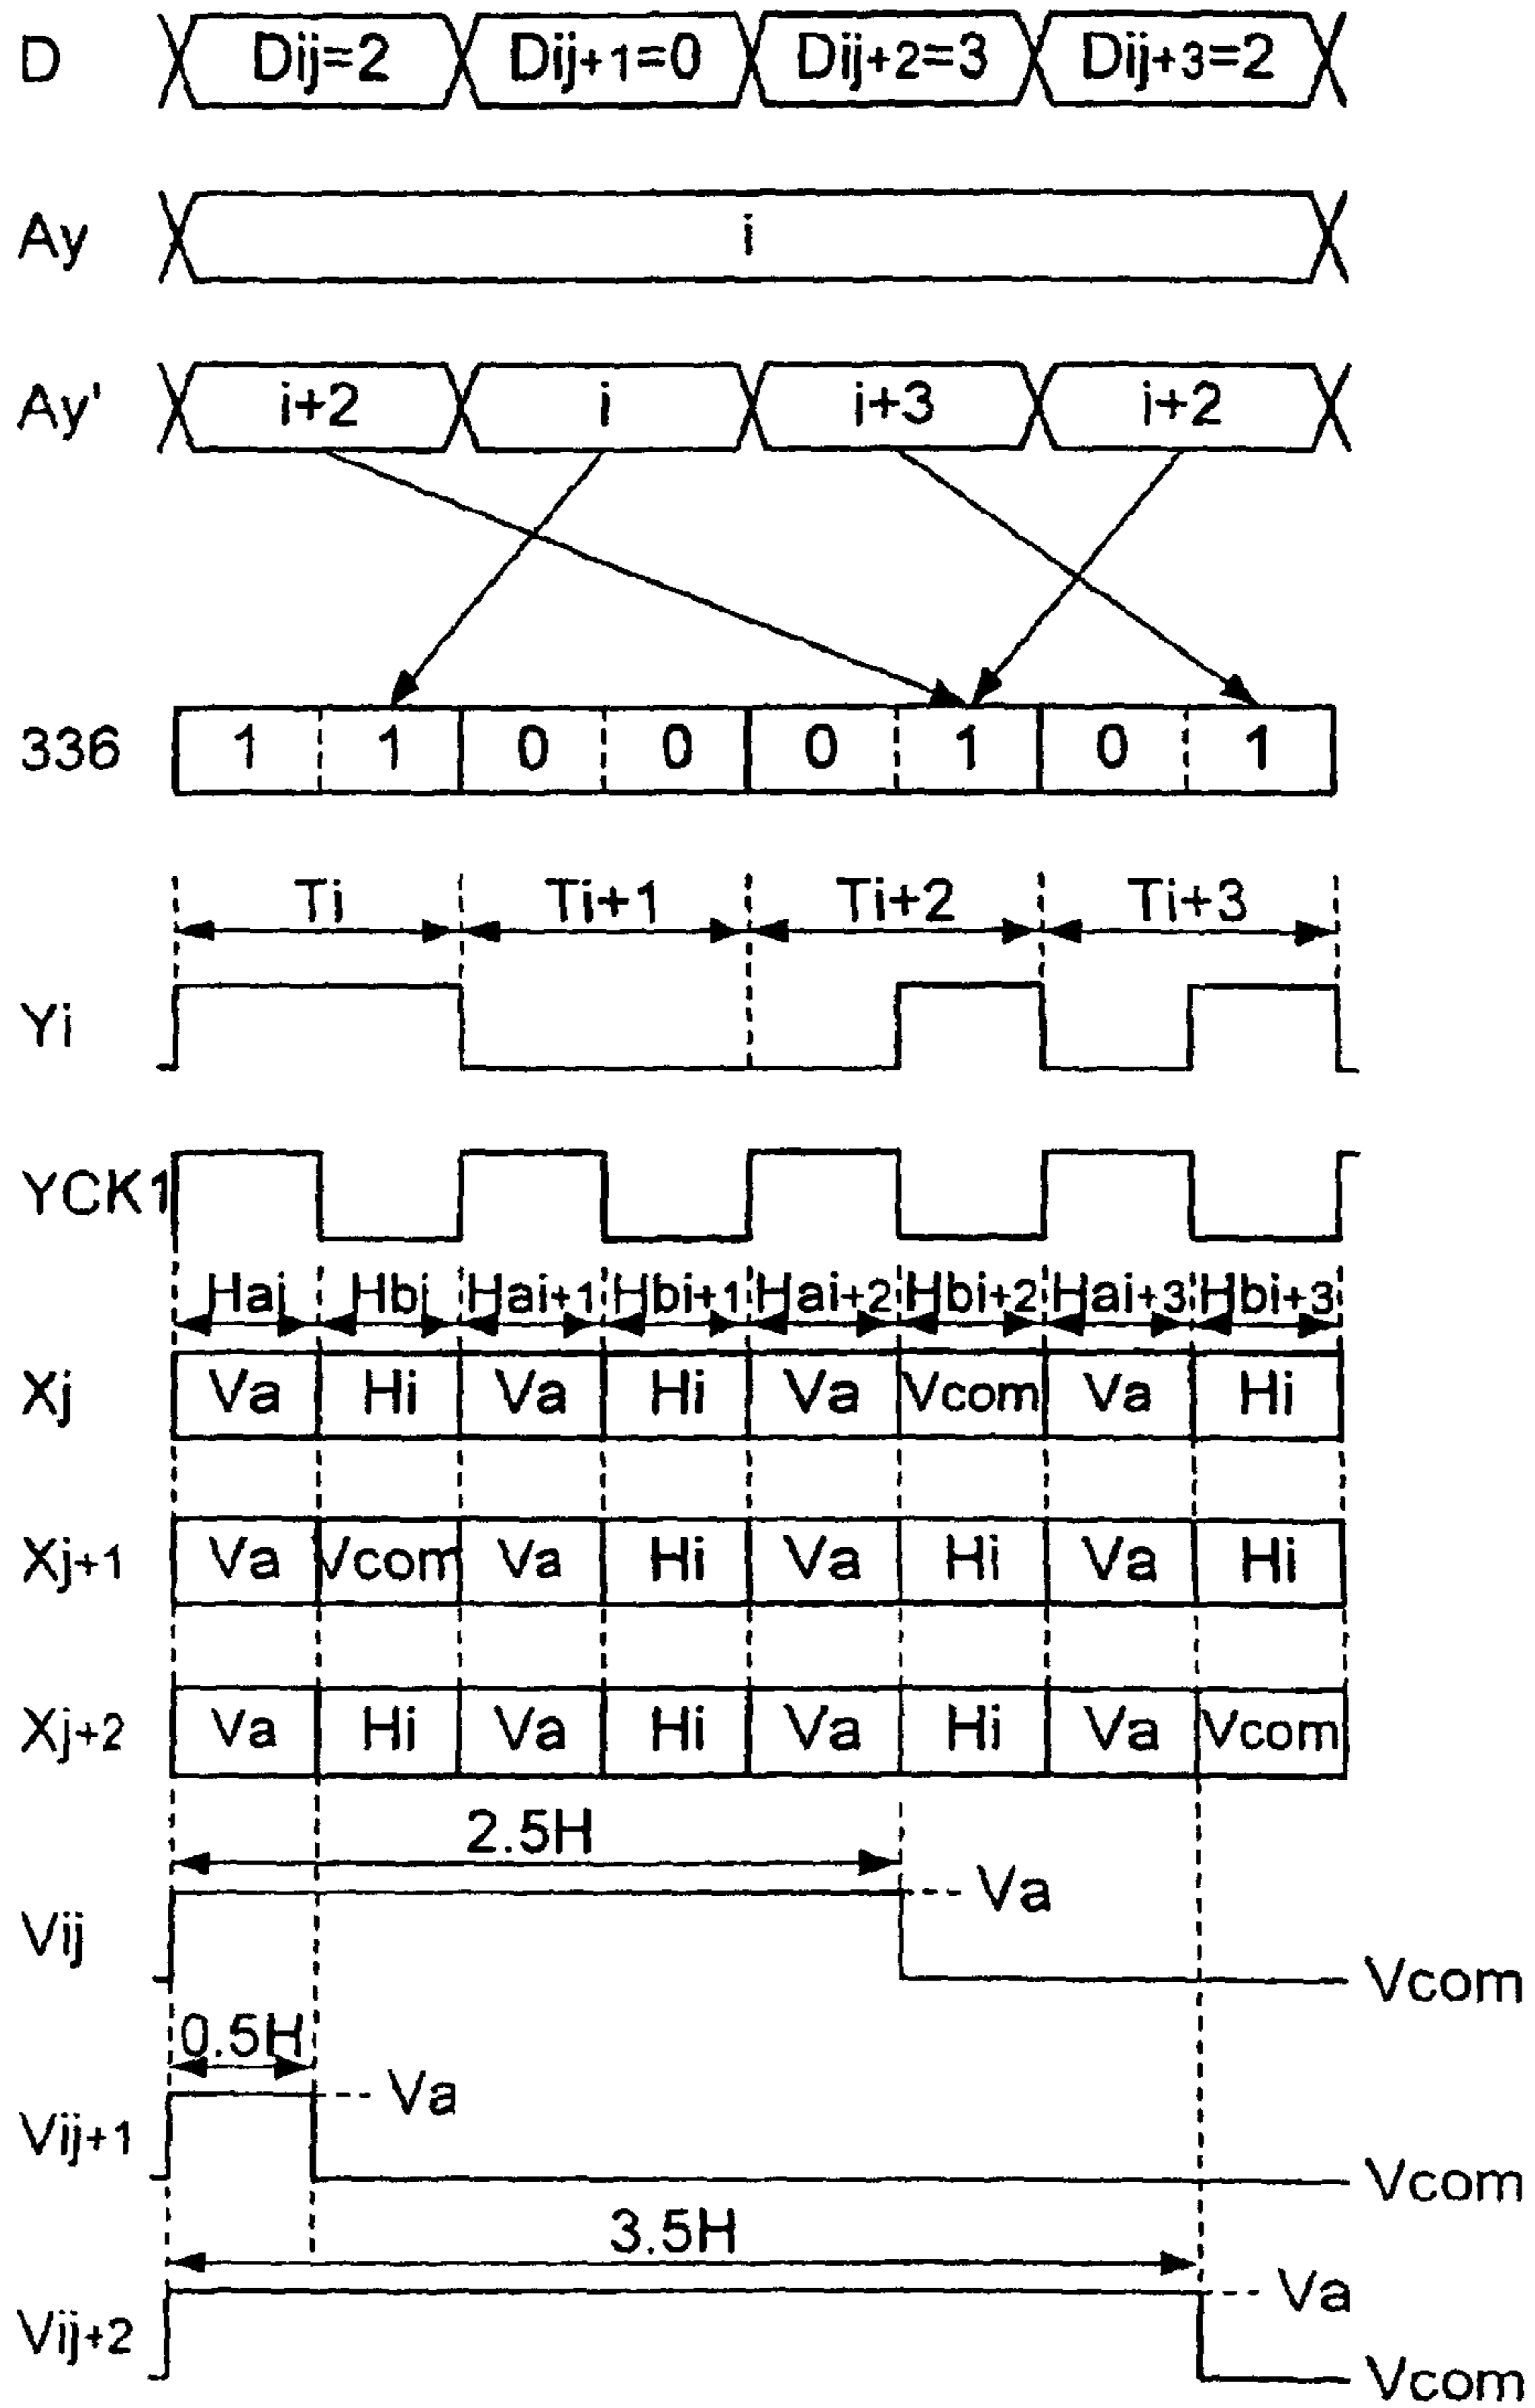 D Dij=2 Dij+1=0 Dij+2=3 Dij+3=2
Ay i
Ay' i+2 i i+3 i+2
336 1 1 0 0 0 1 0 1
Ti Ti+1 Ti+2 Ti+3
Yi
YCK1
Hai Hbi Hai+1 Hbi+1 Hai+2 Hbi+2 Hai+3 Hbi+3
Xj Va Hi Va Hi Va Vcom Va Hi
Xj+1 Va Vcom Va Hi Va Hi Va Hi
Xj+2 Va Hi Va Hi Va Hi Va Vcom
2.5H
Va
Vij
Vcom
0.5H
Va
Vij+1
Vcom
3.5H
Va
Vij+2
Vcom